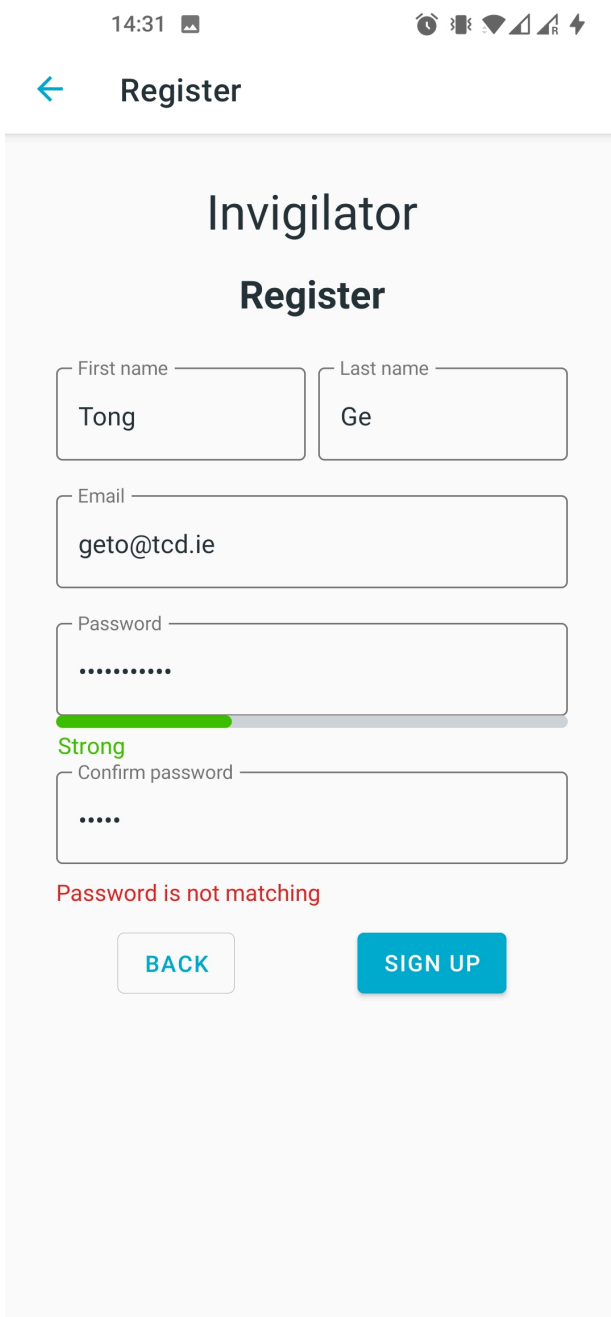 14:31
Register
Invigilator
Register
First name Last name
Tong Ge
Email
geto@tcd.ie
Password
•••••••••••
Strong
Confirm password
•••••
Password is not matching
BACK SIGN UP